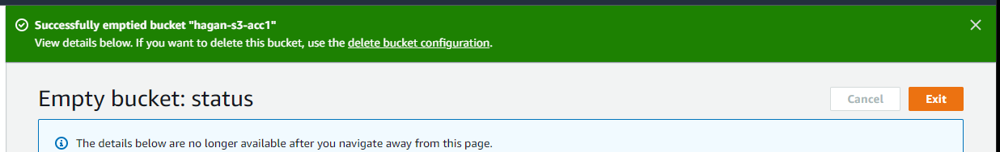 Successfully emptied bucket "hagan-s3-acc1"
View details below. If you want to delete this bucket, use the delete bucket configuration.
Empty bucket: status
Cancel
Exit
The details below are no longer available after you navigate away from this page.